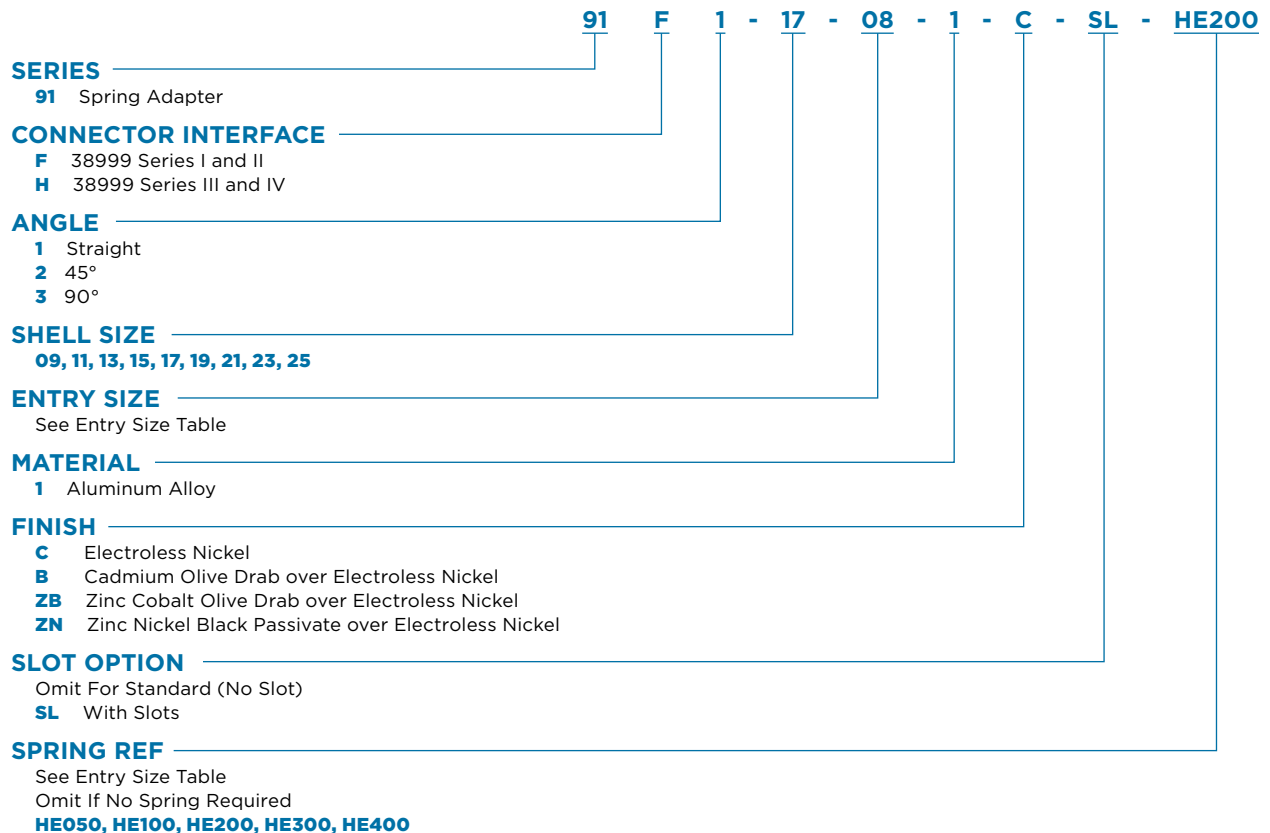 91 F 1 - 17 - 08 - 1 - C - SL - HE200
SERIES
91 Spring Adapter
CONNECTOR INTERFACE
F 38999 Series I and II
H 38999 Series III and IV
ANGLE
1 Straight
2 45°
3 90°
SHELL SIZE
09, 11, 13, 15, 17, 19, 21, 23, 25
ENTRY SIZE
See Entry Size Table
MATERIAL
1 Aluminum Alloy
FINISH
C Electroless Nickel
B Cadmium Olive Drab over Electroless Nickel
ZB Zinc Cobalt Olive Drab over Electroless Nickel
ZN Zinc Nickel Black Passivate over Electroless Nickel
SLOT OPTION
Omit For Standard (No Slot)
SL With Slots
SPRING REF
See Entry Size Table
Omit If No Spring Required
HE050, HE100, HE200, HE300, HE400